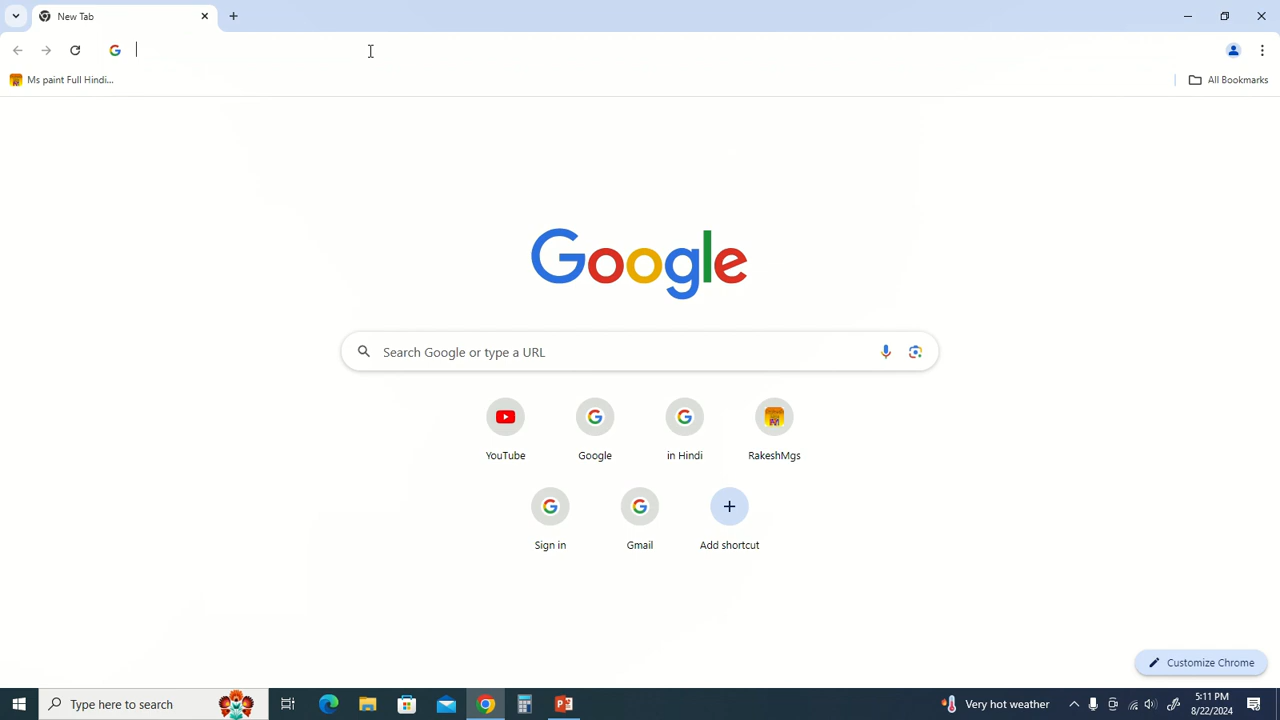 New Tab
Ms paint Full Hindi...
All Bookmarks
Google
Search Google or type a URL
YouTube
Google
in Hindi
RakeshMgs
Sign in
Gmail
Add shortcut
Customize Chrome
Type here to search
Very hot weather
5:11 PM
8/22/2024